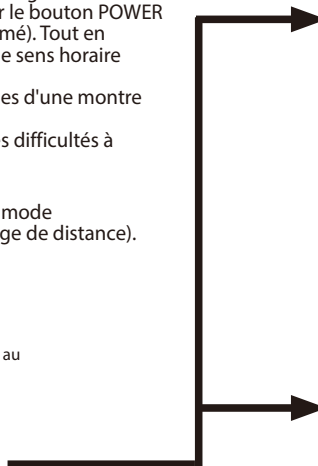 r le bouton POWER
mé). Tout en
e sens horaire
es d'une montre
s difficultés à
mode
ge de distance).
au